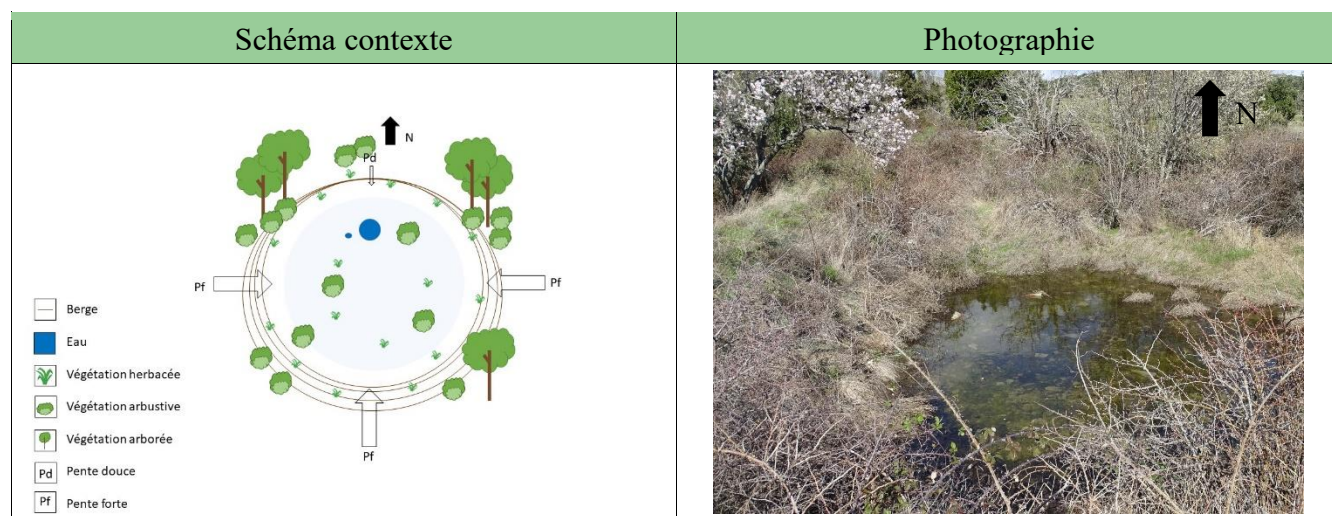 Schéma contexte
Photographie
N
Pd
Pf
Pf
Pf
Berge
Eau
Végétation herbacée
Végétation arbustive
Végétation arborée
Pd Pente douce
Pf Pente forte
N